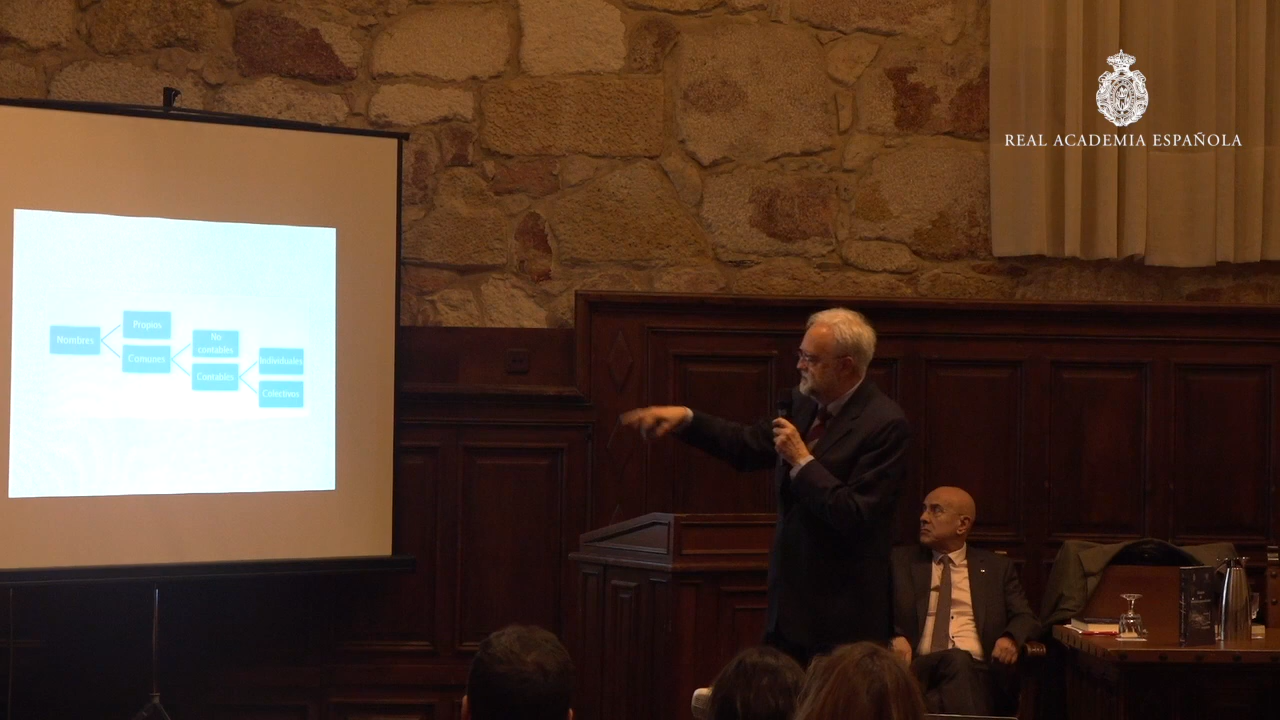 REAL ACADEMIA ESPAÑOLA
Nombres
Propios
Comunes
No
contables
Contables
Individuales
Colectivos